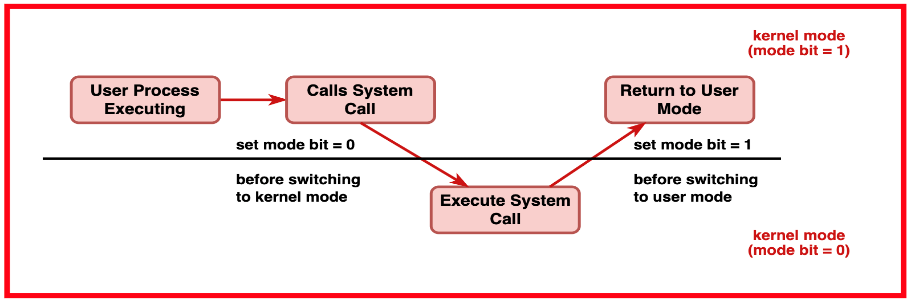 kernel mode
(mode bit = 1)
User Process
Executing
Calls System
Call
Return to User
Mode
set mode bit = 0
set mode bit = 1
before switching
to kernel mode
before switching
to user mode
Execute System
Call
kernel mode
(mode bit = 0)